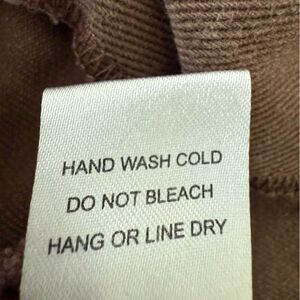 HAND WASH COLD
DO NOT BLEACH
HANG OR LINE DRY